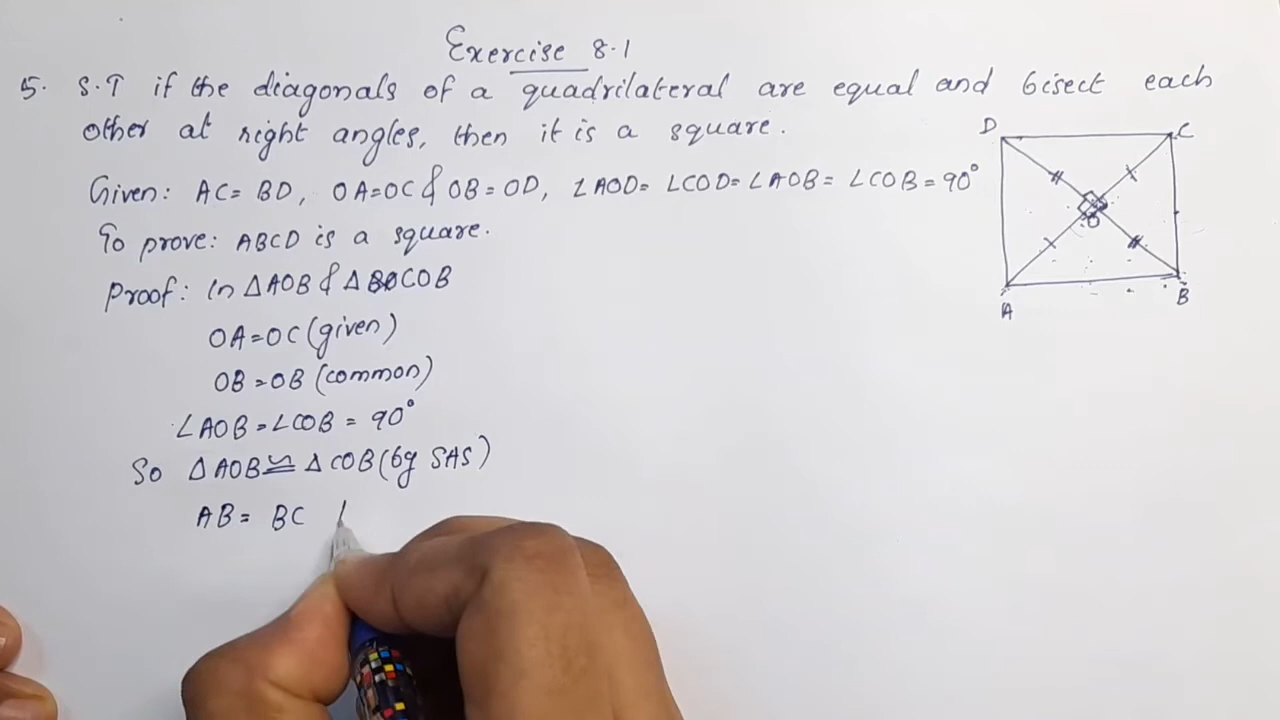 Exercise 8.1
5. S.T if the diagonals of a quadrilateral are equal and bisect each
other at right angles, then it is a square.
Given: AC = BD, OA=OC & OB=OD, ∠AOD= ∠COD= ∠AOB= ∠COB=90°
To prove: ABCD is a square.
Proof: In ΔAOB & Δ COB
OA=OC (given)
OB=OB (common)
∠AOB=∠COB = 90°
So ΔAOB ≅ Δ COB (by SAS)
AB= BC
D
C
O
A
B